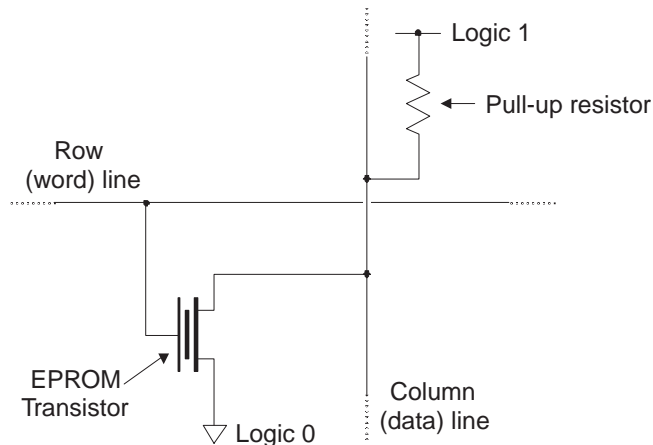 Logic 1
Pull-up resistor
Row
(word) line
EPROM
Transistor
Logic 0
Column
(data) line